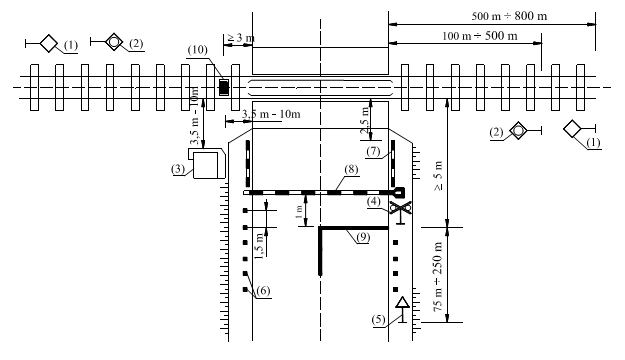 500 m ÷ 800 m
≥ 3 m
100 m ÷ 500 m
(1)
(2)
(10)
3,5 m - 10m
3,5 m - 10m
2,5 m
(2)
(1)
(7)
(3)
(8)
≥ 5 m
(4)
1 m
1,5 m
(9)
75 m ÷ 250 m
(6)
(5)